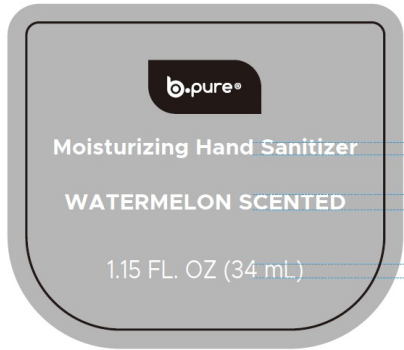 b.pure®
Moisturizing Hand Sanitizer
WATERMELON SCENTED
1.15 FL. OZ (34 mL)